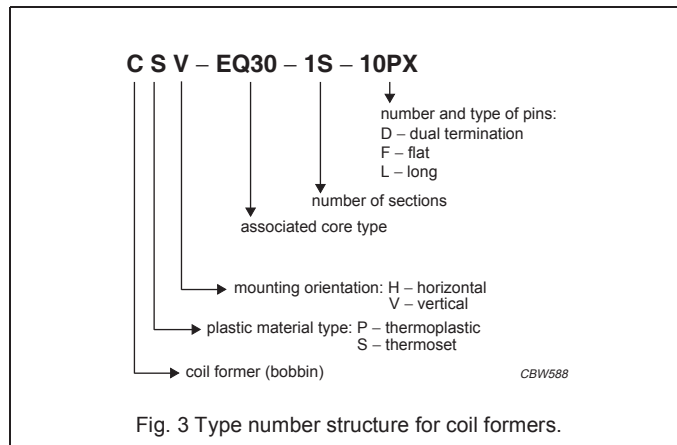 C S V – EQ30 – 1S – 10PX
number and type of pins:
D – dual termination
F – flat
L – long
number of sections
associated core type
mounting orientation: H – horizontal
V – vertical
plastic material type: P – thermoplastic
S – thermoset
coil former (bobbin)
CBW588
Fig. 3 Type number structure for coil formers.